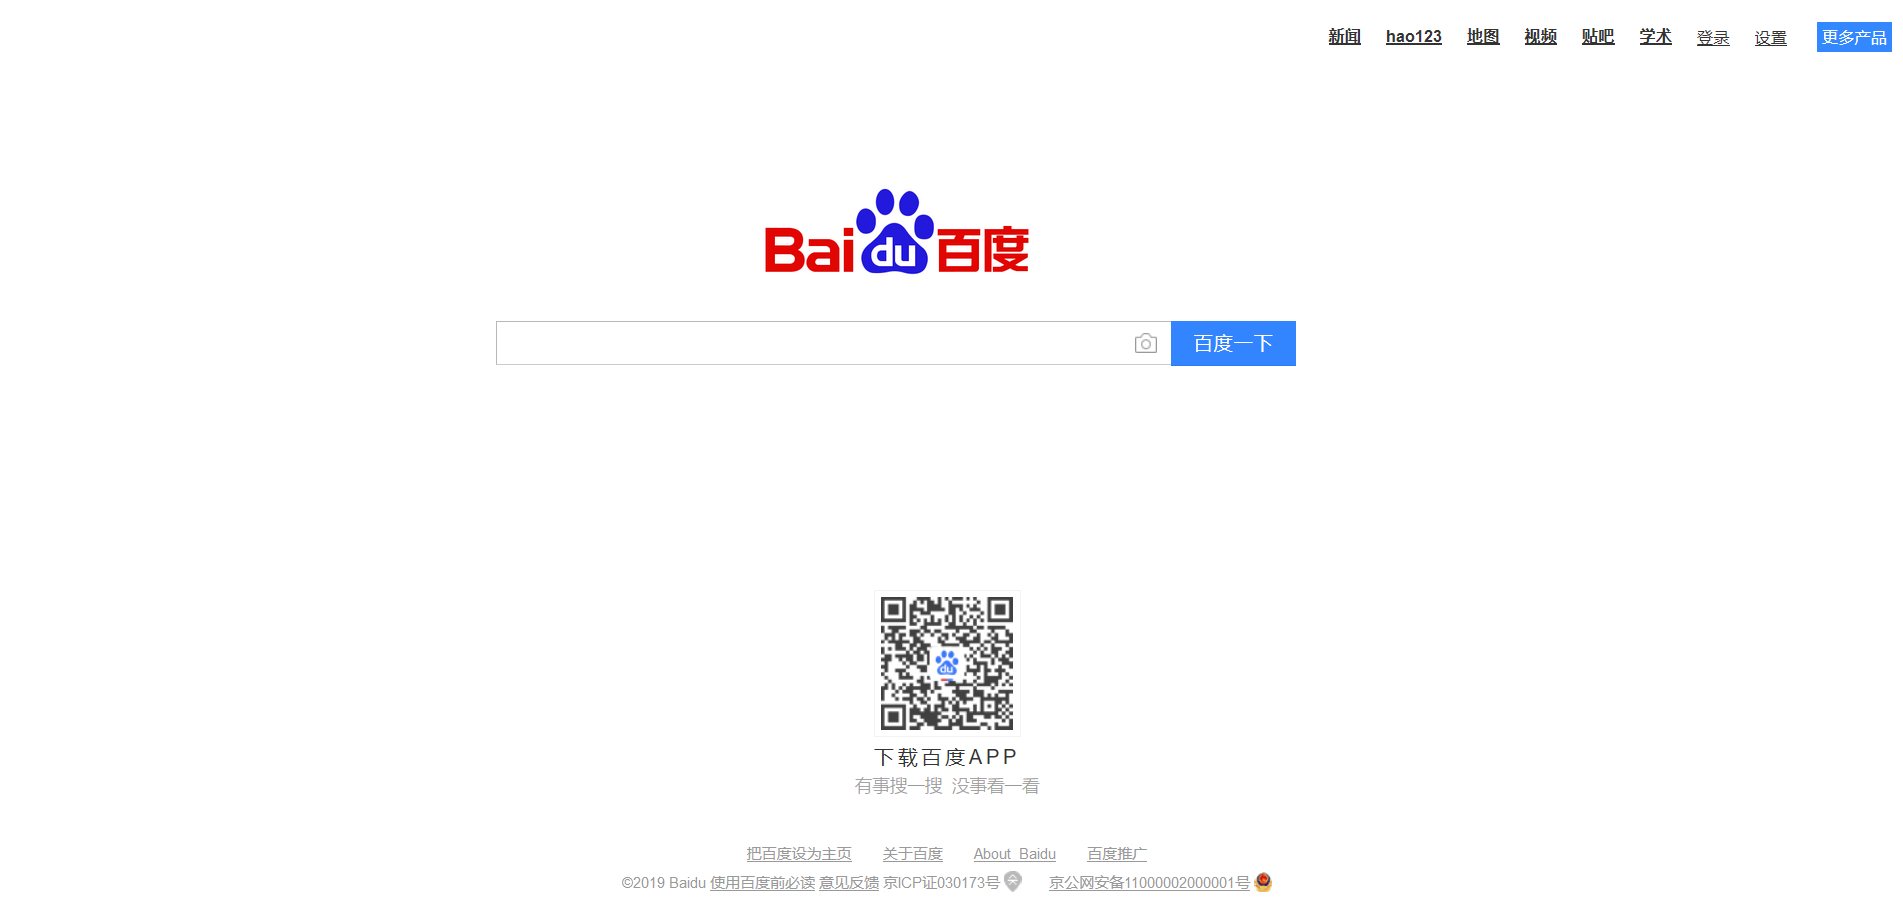 新闻 hao123 地图 视频 贴吧 学术 登录 设置 更多产品
Bai du 百度
百度一下
du
下载百度APP
有事搜一搜 没事看一看
把百度设为主页 关于百度 About Baidu 百度推广
©2019 Baidu 使用百度前必读 意见反馈 京ICP证030173号 京公网安备11000002000001号